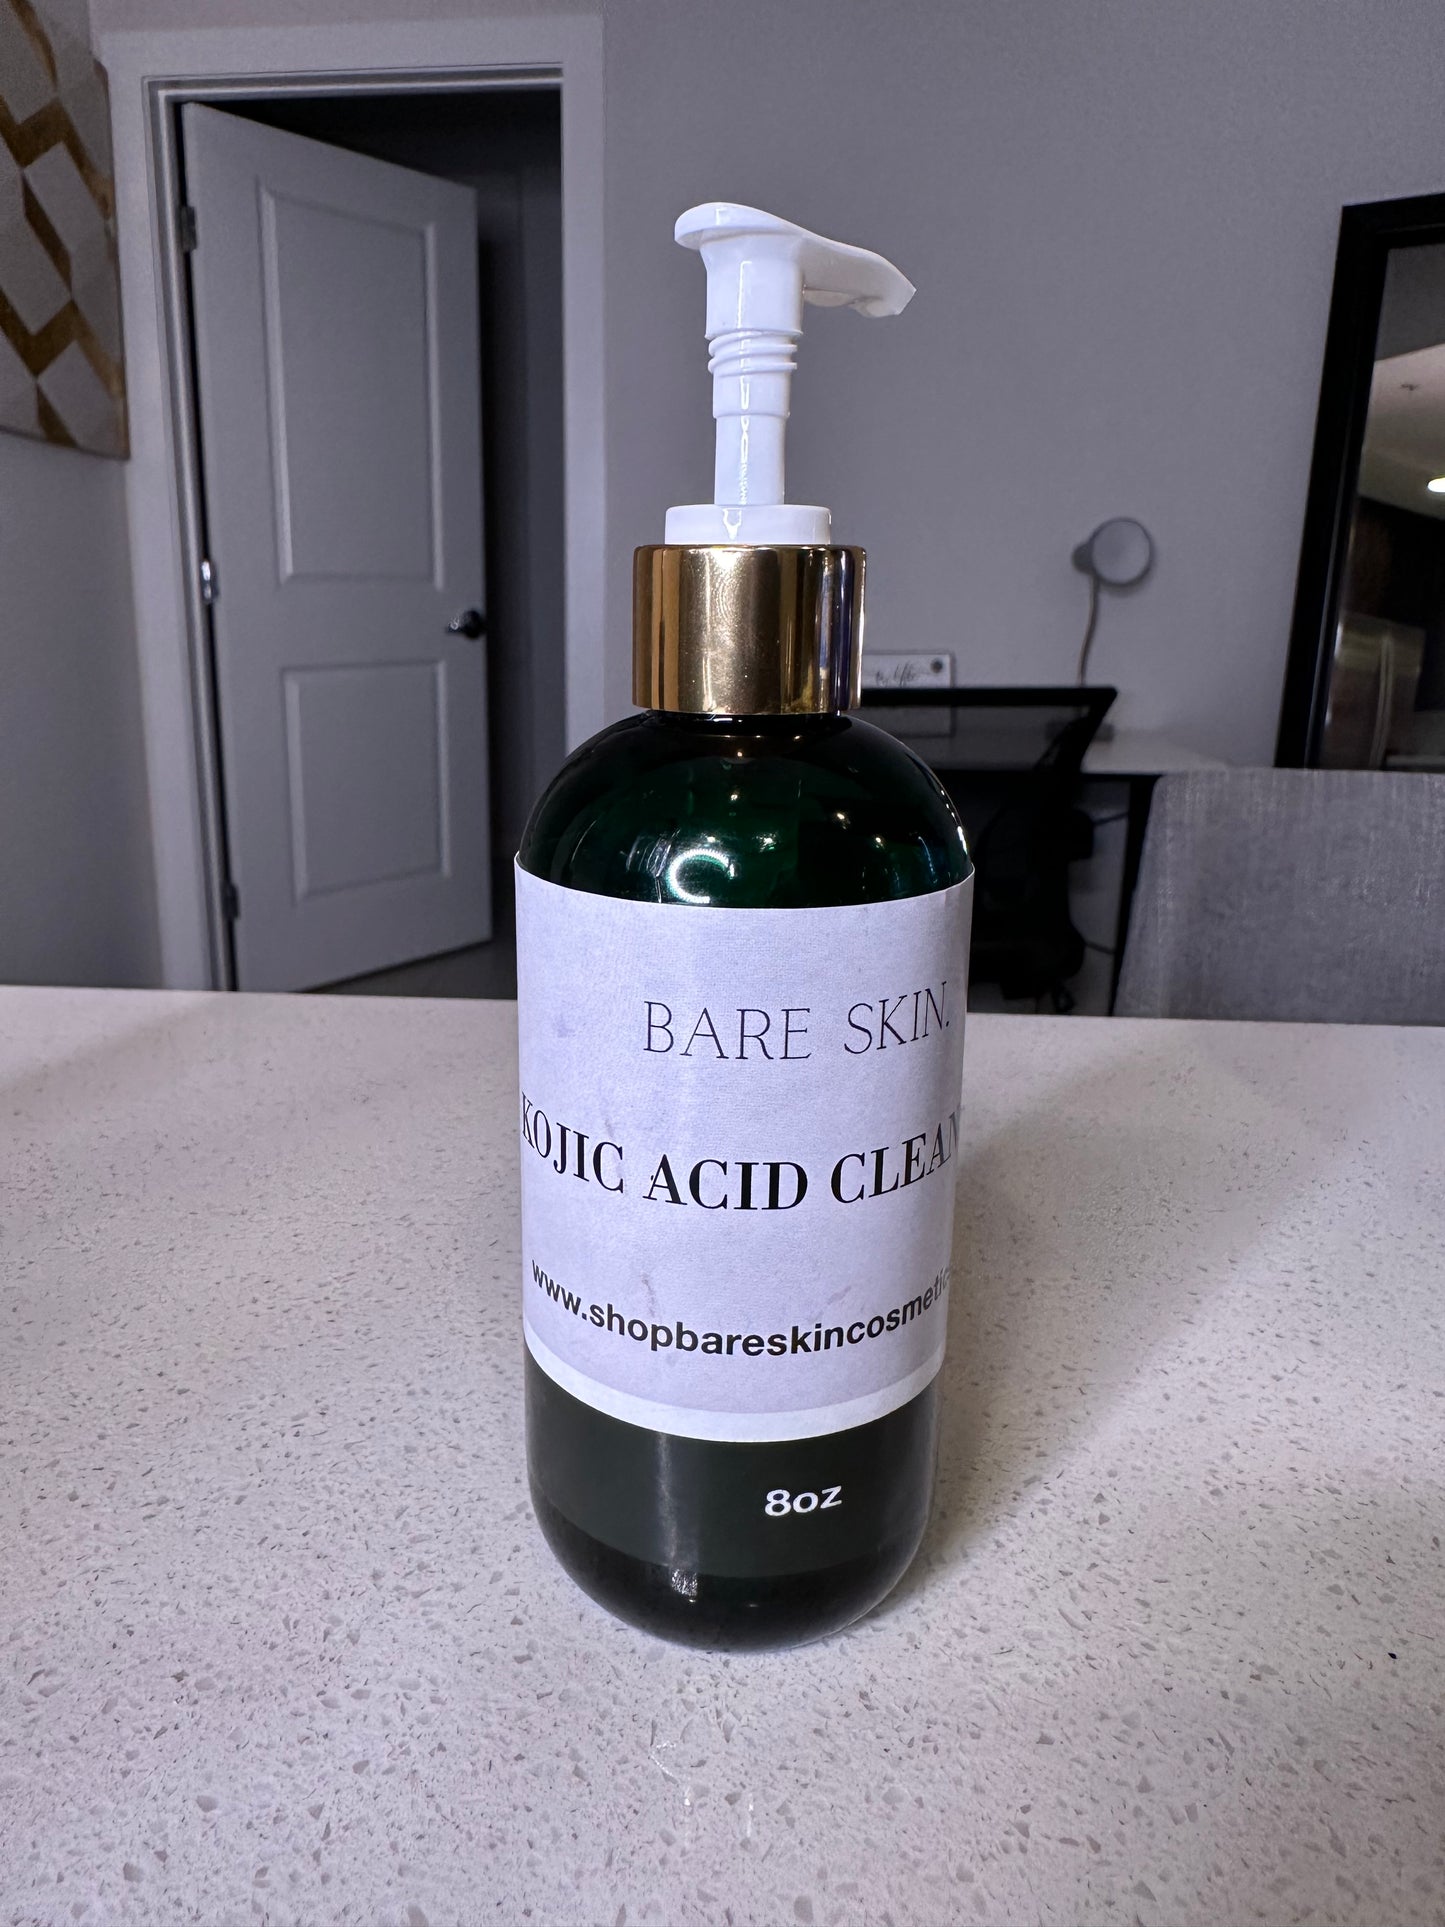 BARE SKIN.
KOJIC ACID CLEAN
www.shopbareskincosmetic
8oz